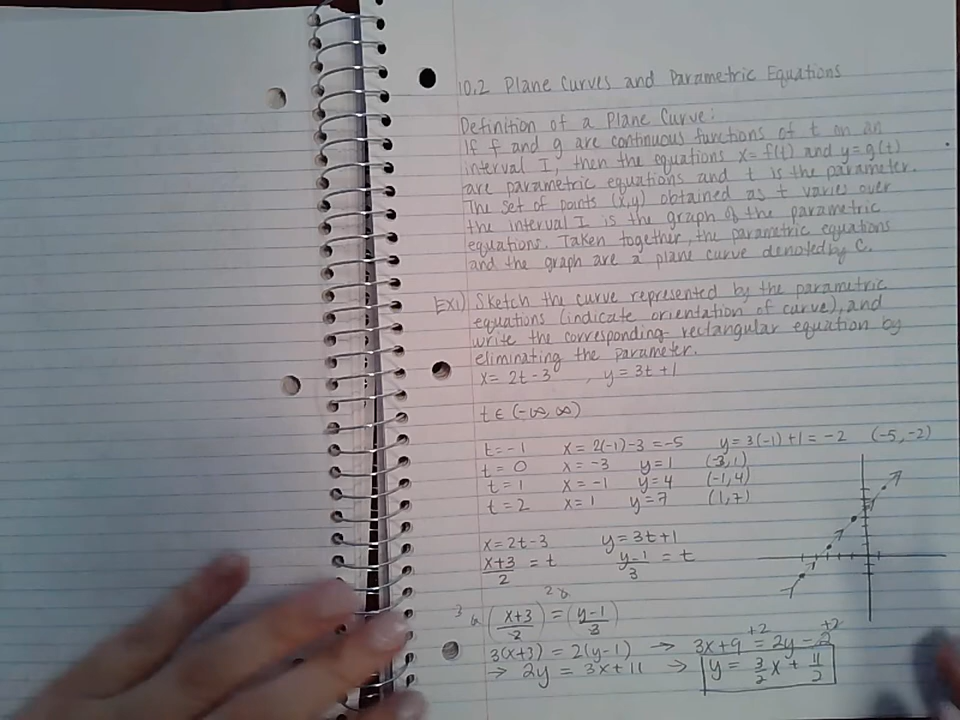 10.2 Plane Curves and Parametric Equations
Definition of a Plane Curve:
If f and g are continuous functions of t on an
interval I, then the equations x=f(t) and y=g(t)
are parametric equations and t is the parameter.
The set of points (x,y) obtained as t varies over
the interval I is the graph of the parametric
equations. Taken together, the parametric equations
and the graph are a plane curve denoted by C.
Ex1) Sketch the curve represented by the parametric
equations (indicate orientation of curve), and
write the corresponding rectangular equation by
eliminating the parameter.
x= 2t-3 , y= 3t+1
t∈(-∞,∞)
t=-1 x=2(-1)-3=-5 y=3(-1)+1=-2 (-5,-2)
t=0 x=-3 y=1 (-3,1)
t=1 x=-1 y=4 (-1,4)
t=2 x=1 y=7 (1,7)
x=2t-3 y=3t+1
(x+3)/2 = t (y-1)/3 = t
((x+3)/2) = ((y-1)/3)
3(x+3) = 2(y-1) → 3x+9 +2 = 2y-2 +2
→ 2y = 3x+11 → y = 3/2 x + 11/2